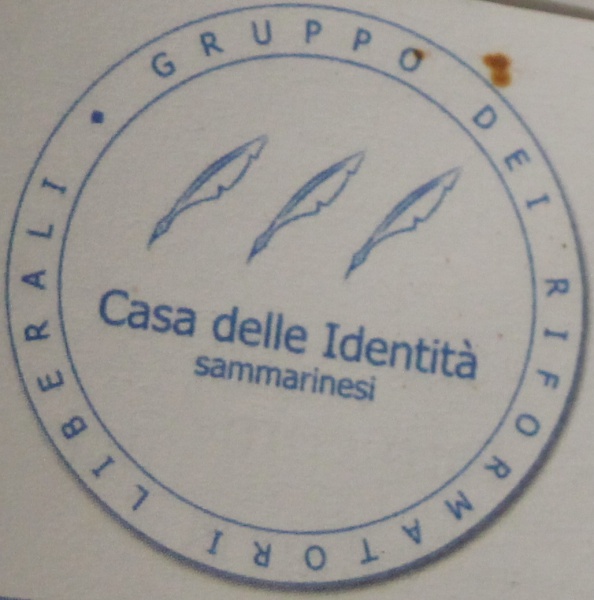 GRUPPO DEI RIFORMATORI LIBERALI •
Casa delle Identità
sammarinesi